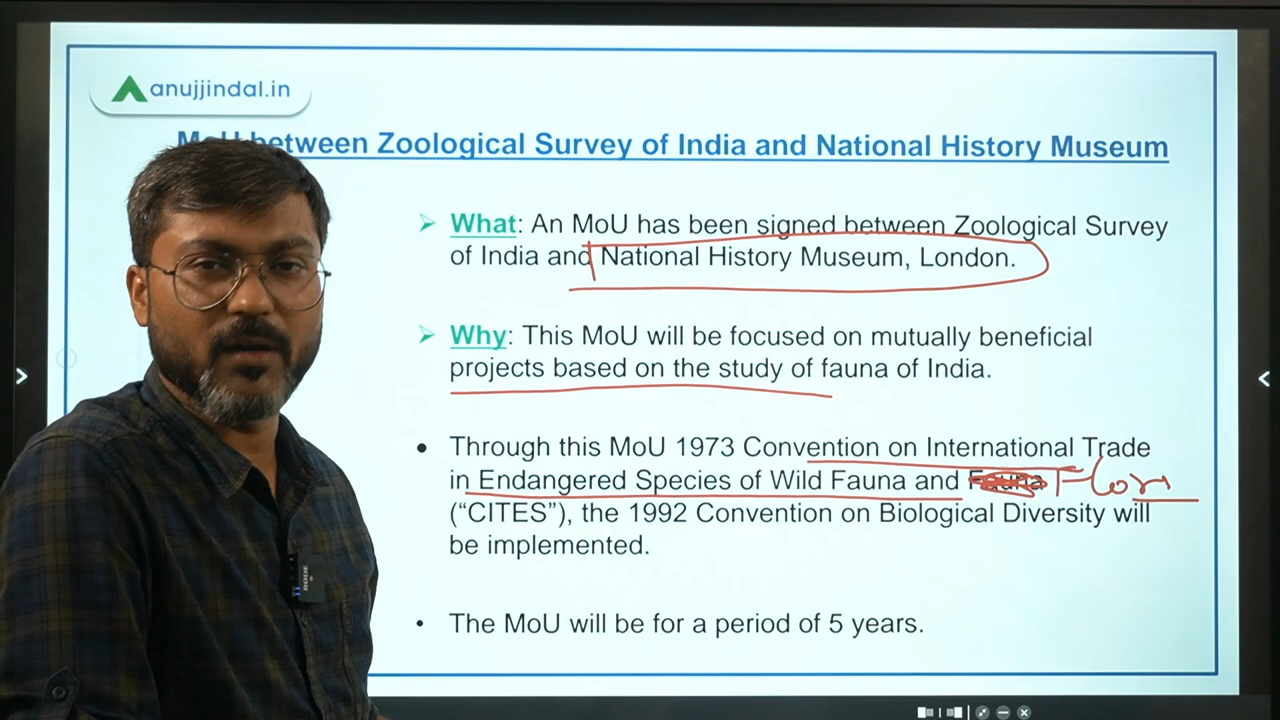 anujjindal.in
MoU between Zoological Survey of India and National History Museum
What: An MoU has been signed between Zoological Survey
of India and National History Museum, London.
Why: This MoU will be focused on mutually beneficial
projects based on the study of fauna of India.
Through this MoU 1973 Convention on International Trade
in Endangered Species of Wild Fauna and Fauna Flora
(“CITES”), the 1992 Convention on Biological Diversity will
be implemented.
The MoU will be for a period of 5 years.